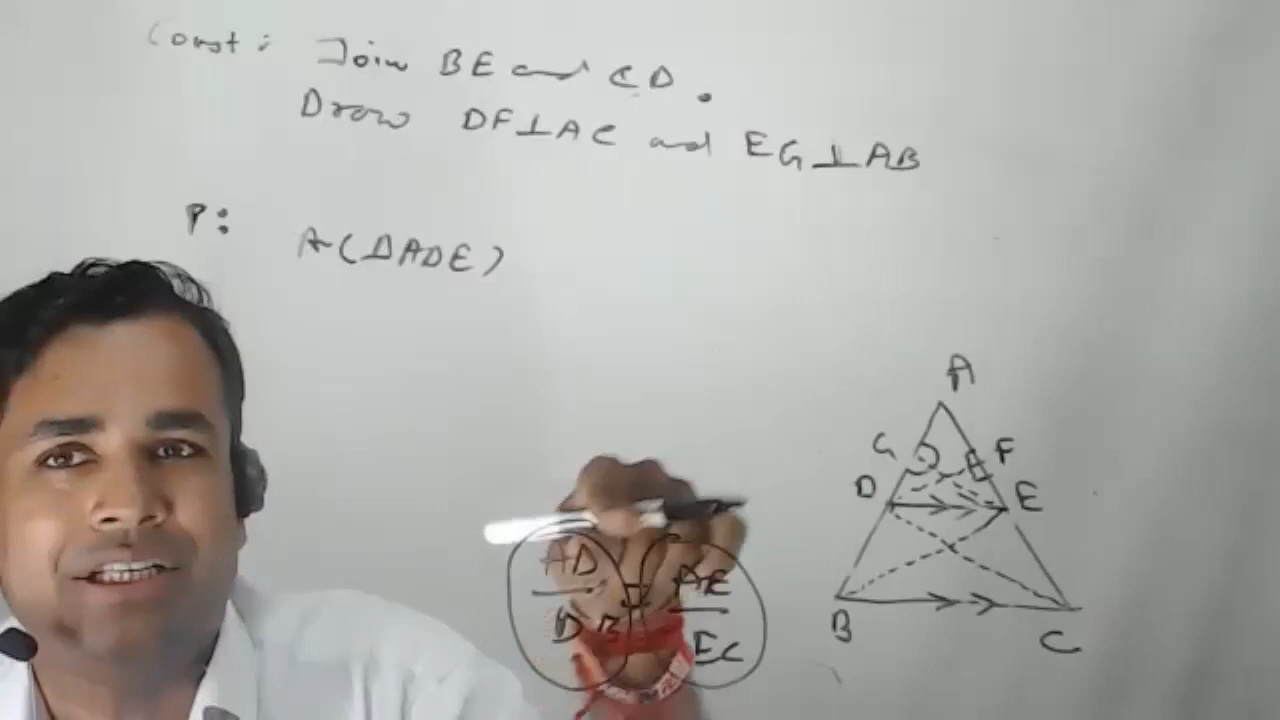 Const: Join BE and CD.
Draw DF⊥AC and EG⊥AB
P:
A(ΔADE)
A
G
F
D
E
AD
AE
=
DB
EC
B
C